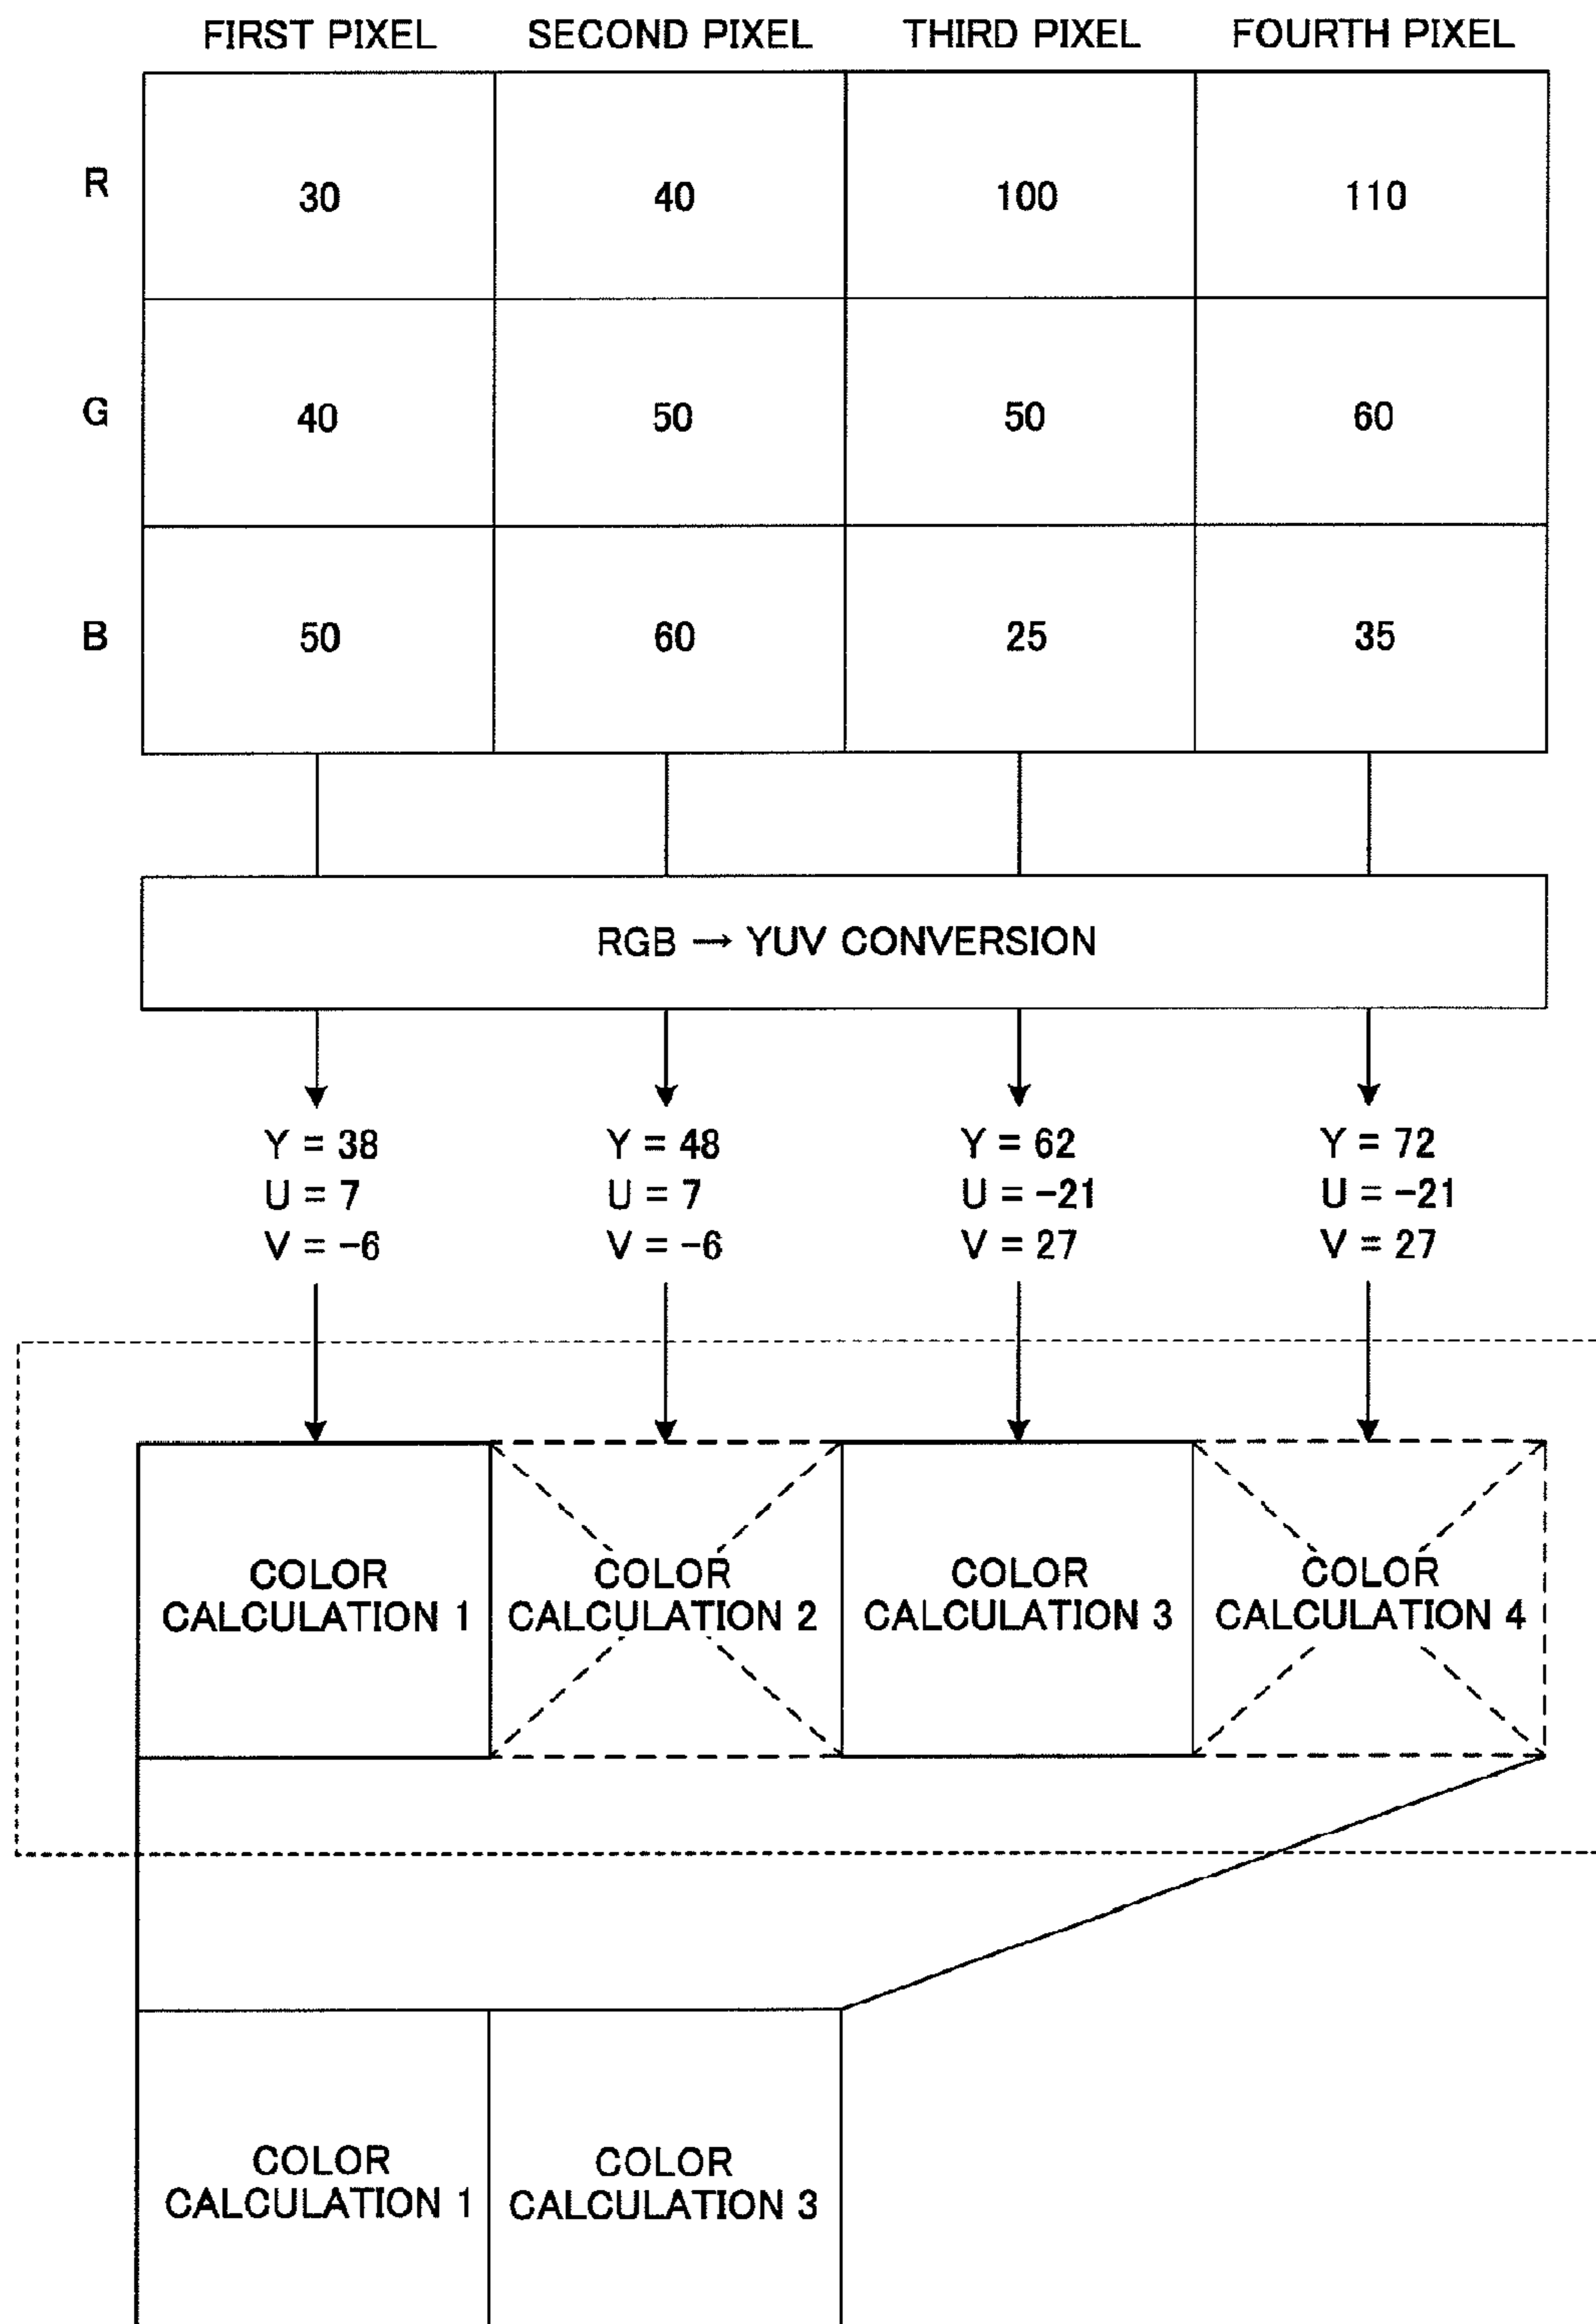 FIRST PIXEL SECOND PIXEL THIRD PIXEL FOURTH PIXEL
R 30 40 100 110
G 40 50 50 60
B 50 60 25 35
RGB → YUV CONVERSION
Y = 38 Y = 48 Y = 62 Y = 72
U = 7 U = 7 U = -21 U = -21
V = -6 V = -6 V = 27 V = 27
COLOR CALCULATION 1
COLOR CALCULATION 2
COLOR CALCULATION 3
COLOR CALCULATION 4
COLOR CALCULATION 1
COLOR CALCULATION 3